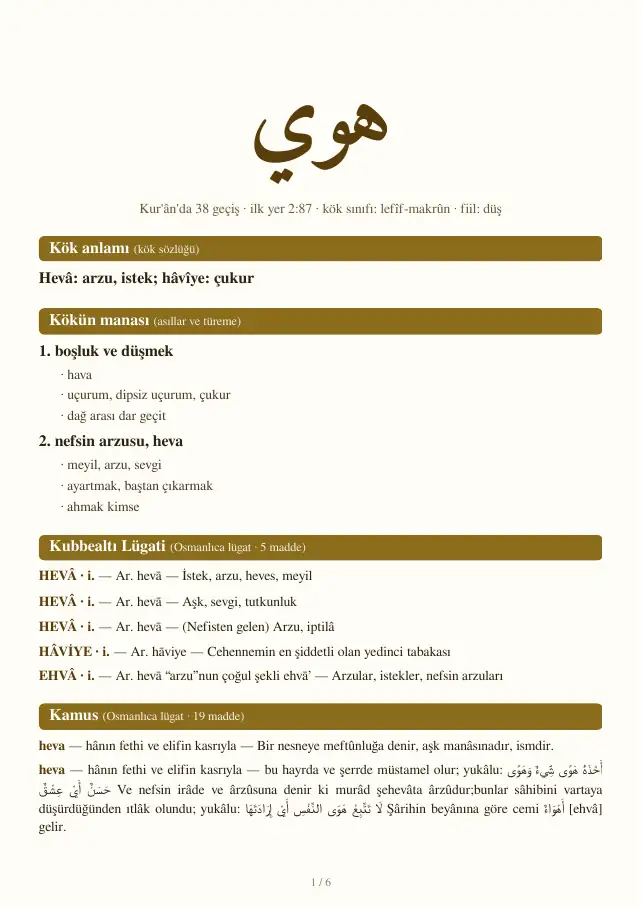 هوي
Kur'ân'da 38 geçiş · ilk yer 2:87 · kök sınıfı: lefîf-makrûn · fiil: düş
Kök anlamı (kök sözlüğü)
Hevâ: arzu, istek; hâvîye: çukur
Kökün manası (asıllar ve türeme)
1. boşluk ve düşmek
· hava
· uçurum, dipsiz uçurum, çukur
· dağ arası dar geçit
2. nefsin arzusu, heva
· meyil, arzu, sevgi
· ayartmak, baştan çıkarmak
· ahmak kimse
Kubbealtı Lügati (Osmanlıca lügat · 5 madde)
HEVÂ · i. — Ar. hevā — İstek, arzu, heves, meyil
HEVÂ · i. — Ar. hevā — Aşk, sevgi, tutkunluk
HEVÂ · i. — Ar. hevā — (Nefisten gelen) Arzu, iptilâ
HÂVİYE · i. — Ar. hāviye — Cehennemin en şiddetli olan yedinci tabakası
EHVÂ · i. — Ar. hevā “arzu”nun çoğul şekli ehvā’ — Arzular, istekler, nefsin arzuları
Kamus (Osmanlıca lügat · 19 madde)
heva — hânın fethi ve elifin kasrıyla — Bir nesneye meftûnluğa denir, aşk manâsınadır, ismdir.
heva — hânın fethi ve elifin kasrıyla — bu hayrda ve şerrde müstamel olur; yukâlu: أَخَذَهُ هَوًى شَيْءٌ وَهَوًى
حَسَنٌ أَيْ عِشْقٌ Ve nefsin irâde ve ârzûsuna denir ki murâd şehevâta ârzûdur;bunlar sâhibini vartaya
düşürdüğünden ıtlâk olundu; yukâlu: لَا تَتَّبِعْ هَوَى النَّفْسِ أَيْ إِرَادَتَهَا Şârihin beyânına göre cemi أَهْوَاءٌ [ehvâ]
gelir.
1 / 6